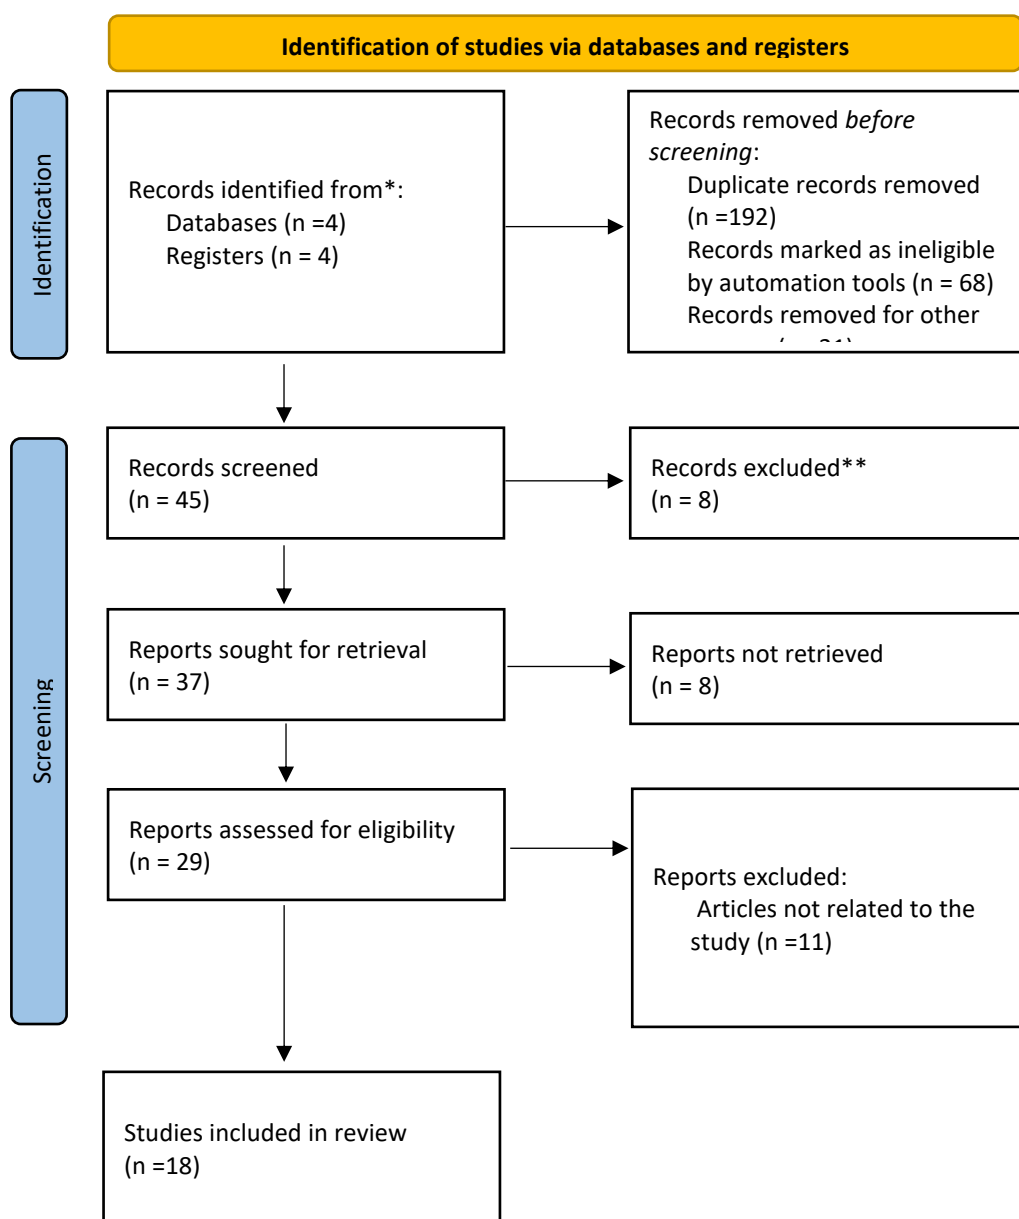 Identification of studies via databases and registers
Identification
Records identified from*:
Databases (n =4)
Registers (n = 4)
Records removed before
screening:
Duplicate records removed
(n =192)
Records marked as ineligible
by automation tools (n = 68)
Records removed for other
Screening
Records screened
(n = 45)
Records excluded**
(n = 8)
Reports sought for retrieval
(n = 37)
Reports not retrieved
(n = 8)
Reports assessed for eligibility
(n = 29)
Reports excluded:
Articles not related to the
study (n =11)
Studies included in review
(n =18)